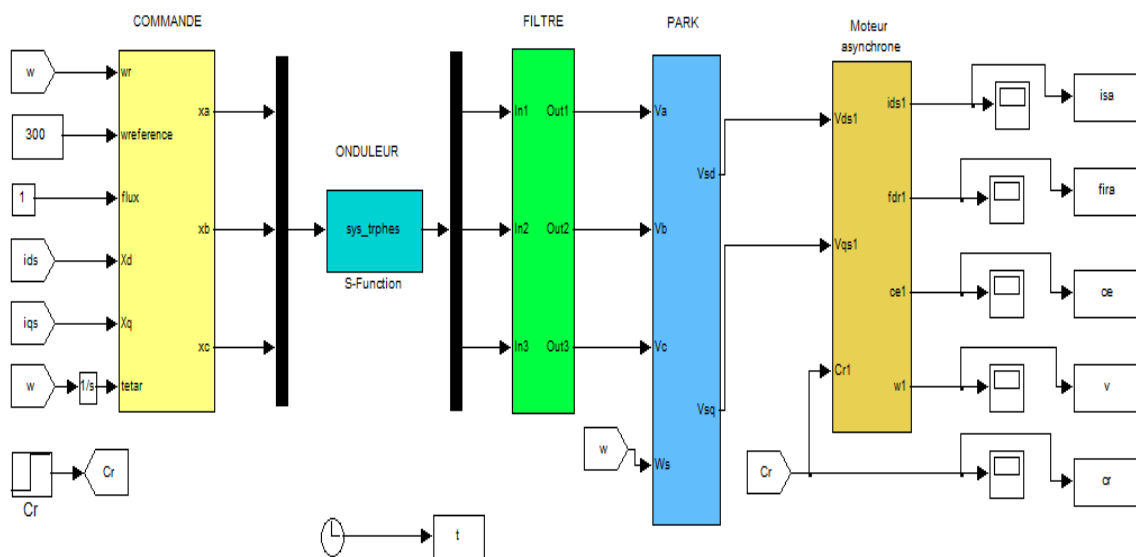 COMMANDE
FILTRE
PARK
Moteur
asynchrone
w
wr
300
wreference
1
flux
ids
Xd
iqs
Xq
w
1/s
tetar
xa
xb
xc
ONDULEUR
sys_trphes
S-Function
In1
Out1
In2
Out2
In3
Out3
Va
Vb
Vc
w
Ws
Vsd
Vsq
Vds1
Vqs1
Cr1
ids1
fdr1
ce1
w1
isa
fira
ce
v
cr
Cr
Cr
Cr
t